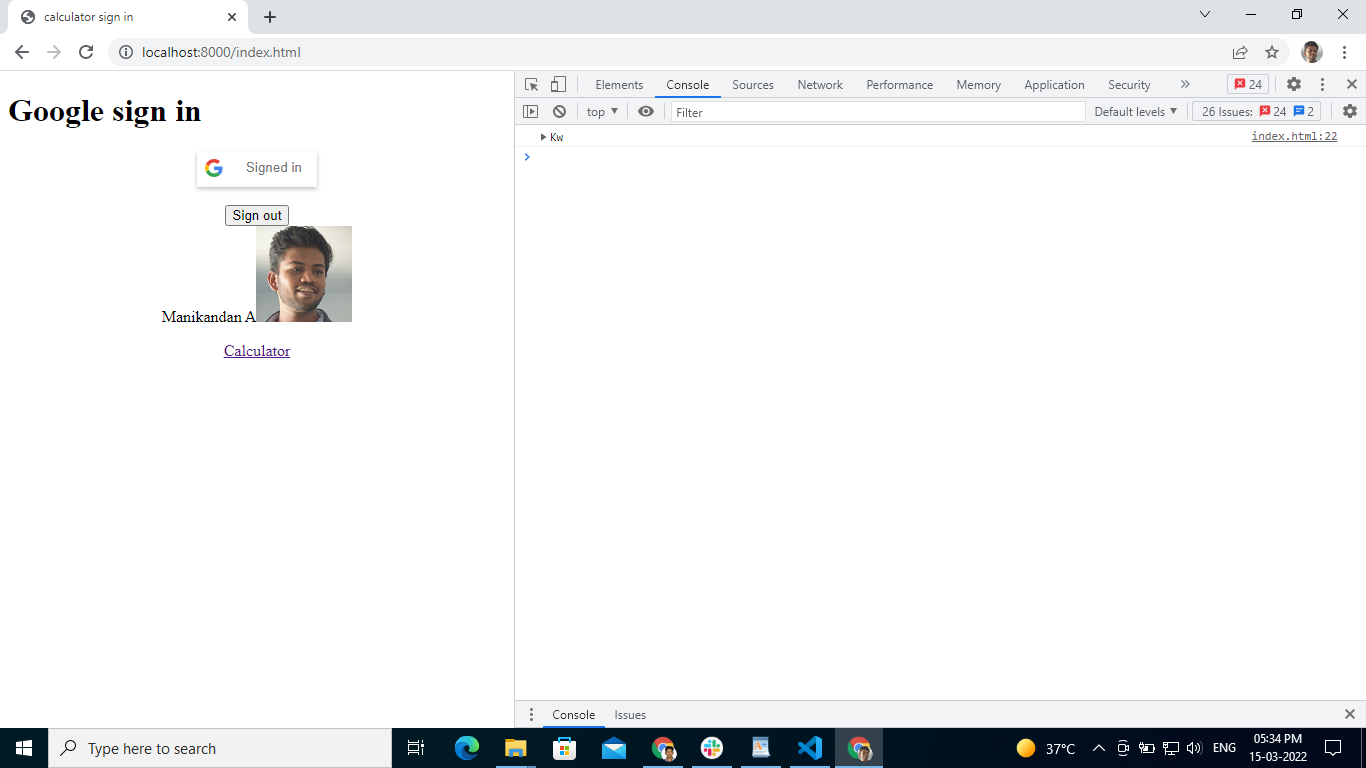 calculator sign in
localhost:8000/index.html
Google sign in
Signed in
Sign out
Manikandan A
Calculator
Elements Console Sources Network Performance Memory Application Security 24
top Filter Default levels 26 Issues: 24 2
Kw index.html:22
Console Issues
Type here to search
37°C ENG
05:34 PM
15-03-2022